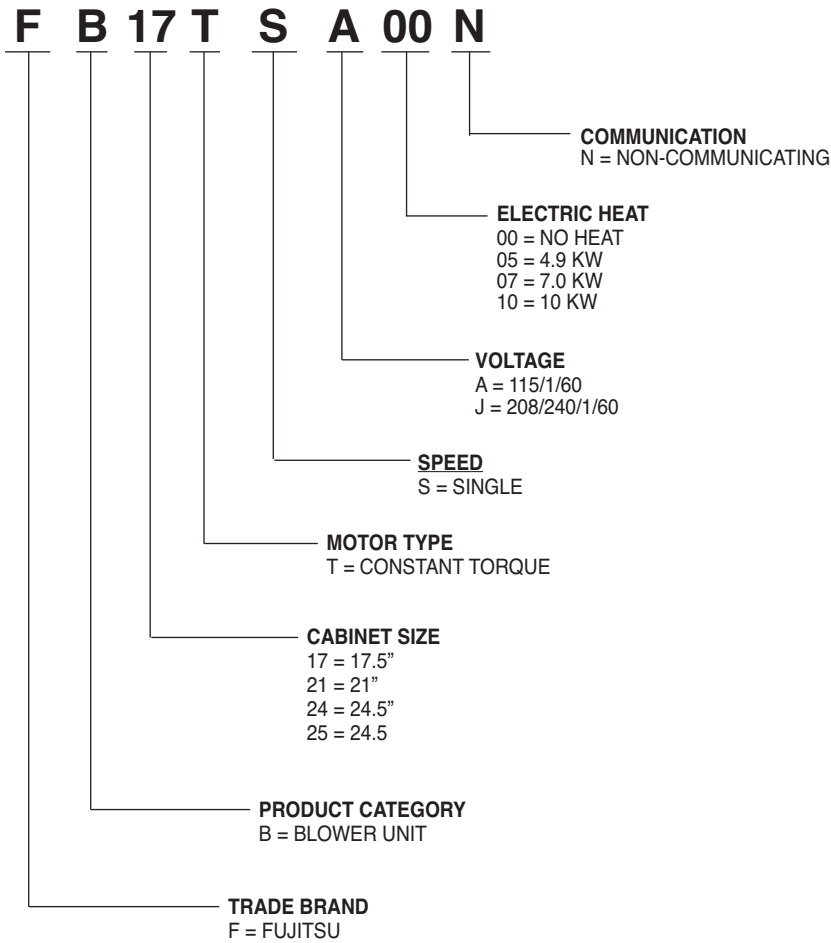 F B 17 T S A 00 N
COMMUNICATION
N = NON-COMMUNICATING
ELECTRIC HEAT
00 = NO HEAT
05 = 4.9 KW
07 = 7.0 KW
10 = 10 KW
VOLTAGE
A = 115/1/60
J = 208/240/1/60
SPEED
S = SINGLE
MOTOR TYPE
T = CONSTANT TORQUE
CABINET SIZE
17 = 17.5”
21 = 21”
24 = 24.5”
25 = 24.5
PRODUCT CATEGORY
B = BLOWER UNIT
TRADE BRAND
F = FUJITSU